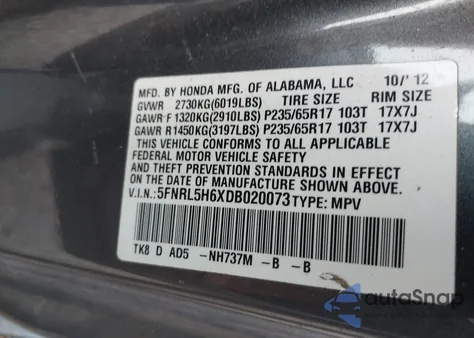 MFD. BY HONDA MFG. OF ALABAMA, LLC 10/'12
GVWR 2730KG(6019LBS) TIRE SIZE RIM SIZE
GAWR F 1320KG(2910LBS) P235/65R17 103T 17X7J
GAWR R1450KG(3197LBS) P235/65R17 103T 17X7J
THIS VEHICLE CONFORMS TO ALL APPLICABLE
FEDERAL MOTOR VEHICLE SAFETY
AND THEFT PREVENTION STANDARDS IN EFFECT ON
THE DATE OF MANUFACTURE SHOWN ABOVE.
V.I.N.: 5FNRL5H6XDB020073 TYPE: MPV
TK8 D AD5 -NH737M -B -B
autoSnap